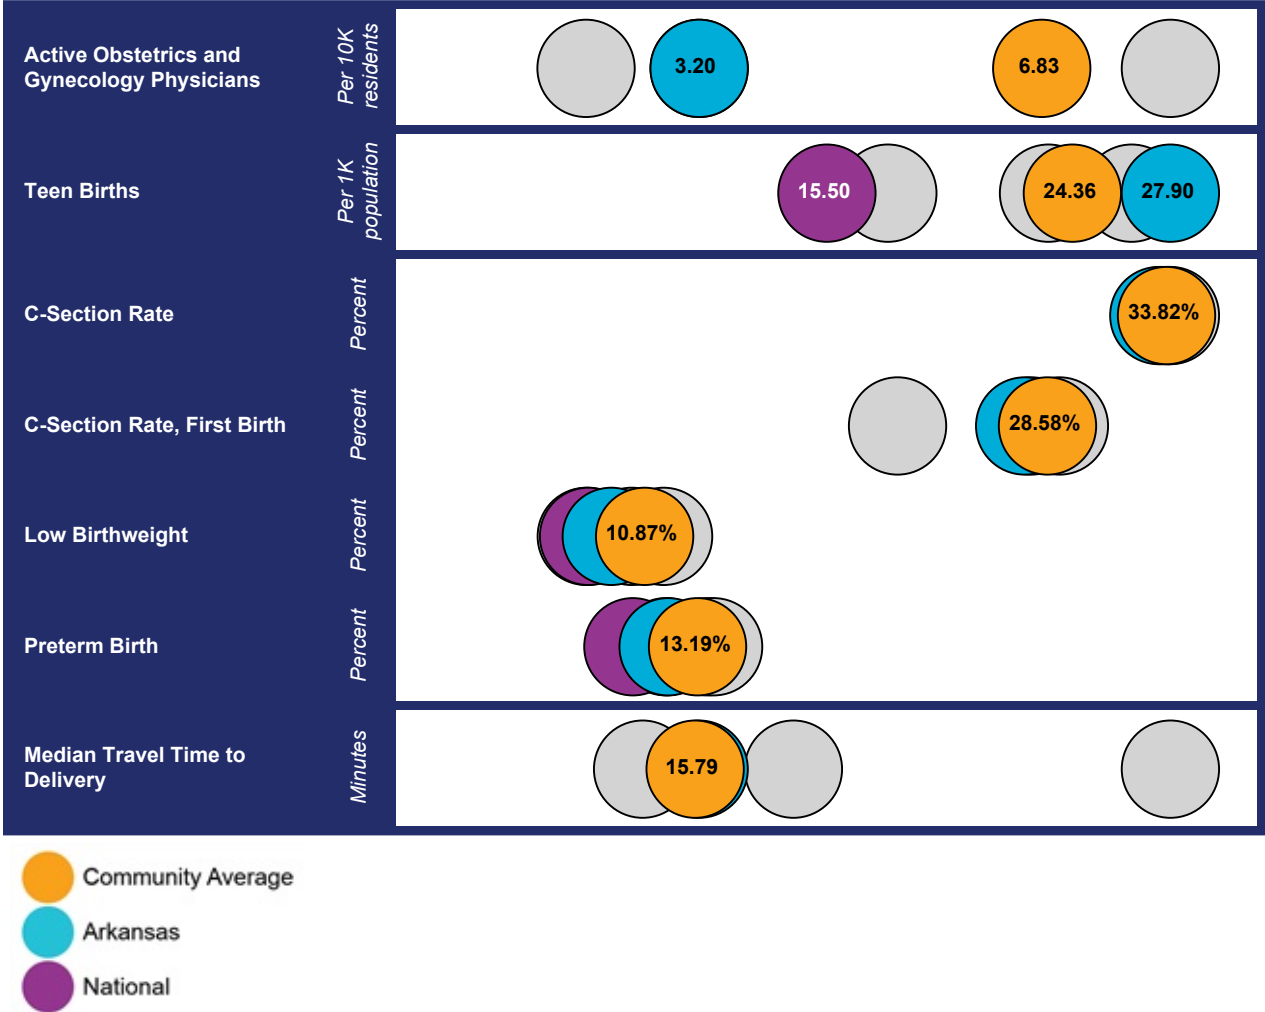 Active Obstetrics and
Gynecology Physicians
Per 10K
residents
3.20
6.83
Teen Births
Per 1K
population
15.50
24.36
27.90
C-Section Rate
Percent
33.82%
C-Section Rate, First Birth
Percent
28.58%
Low Birthweight
Percent
10.87%
Preterm Birth
Percent
13.19%
Median Travel Time to
Delivery
Minutes
15.79
Community Average
Arkansas
National